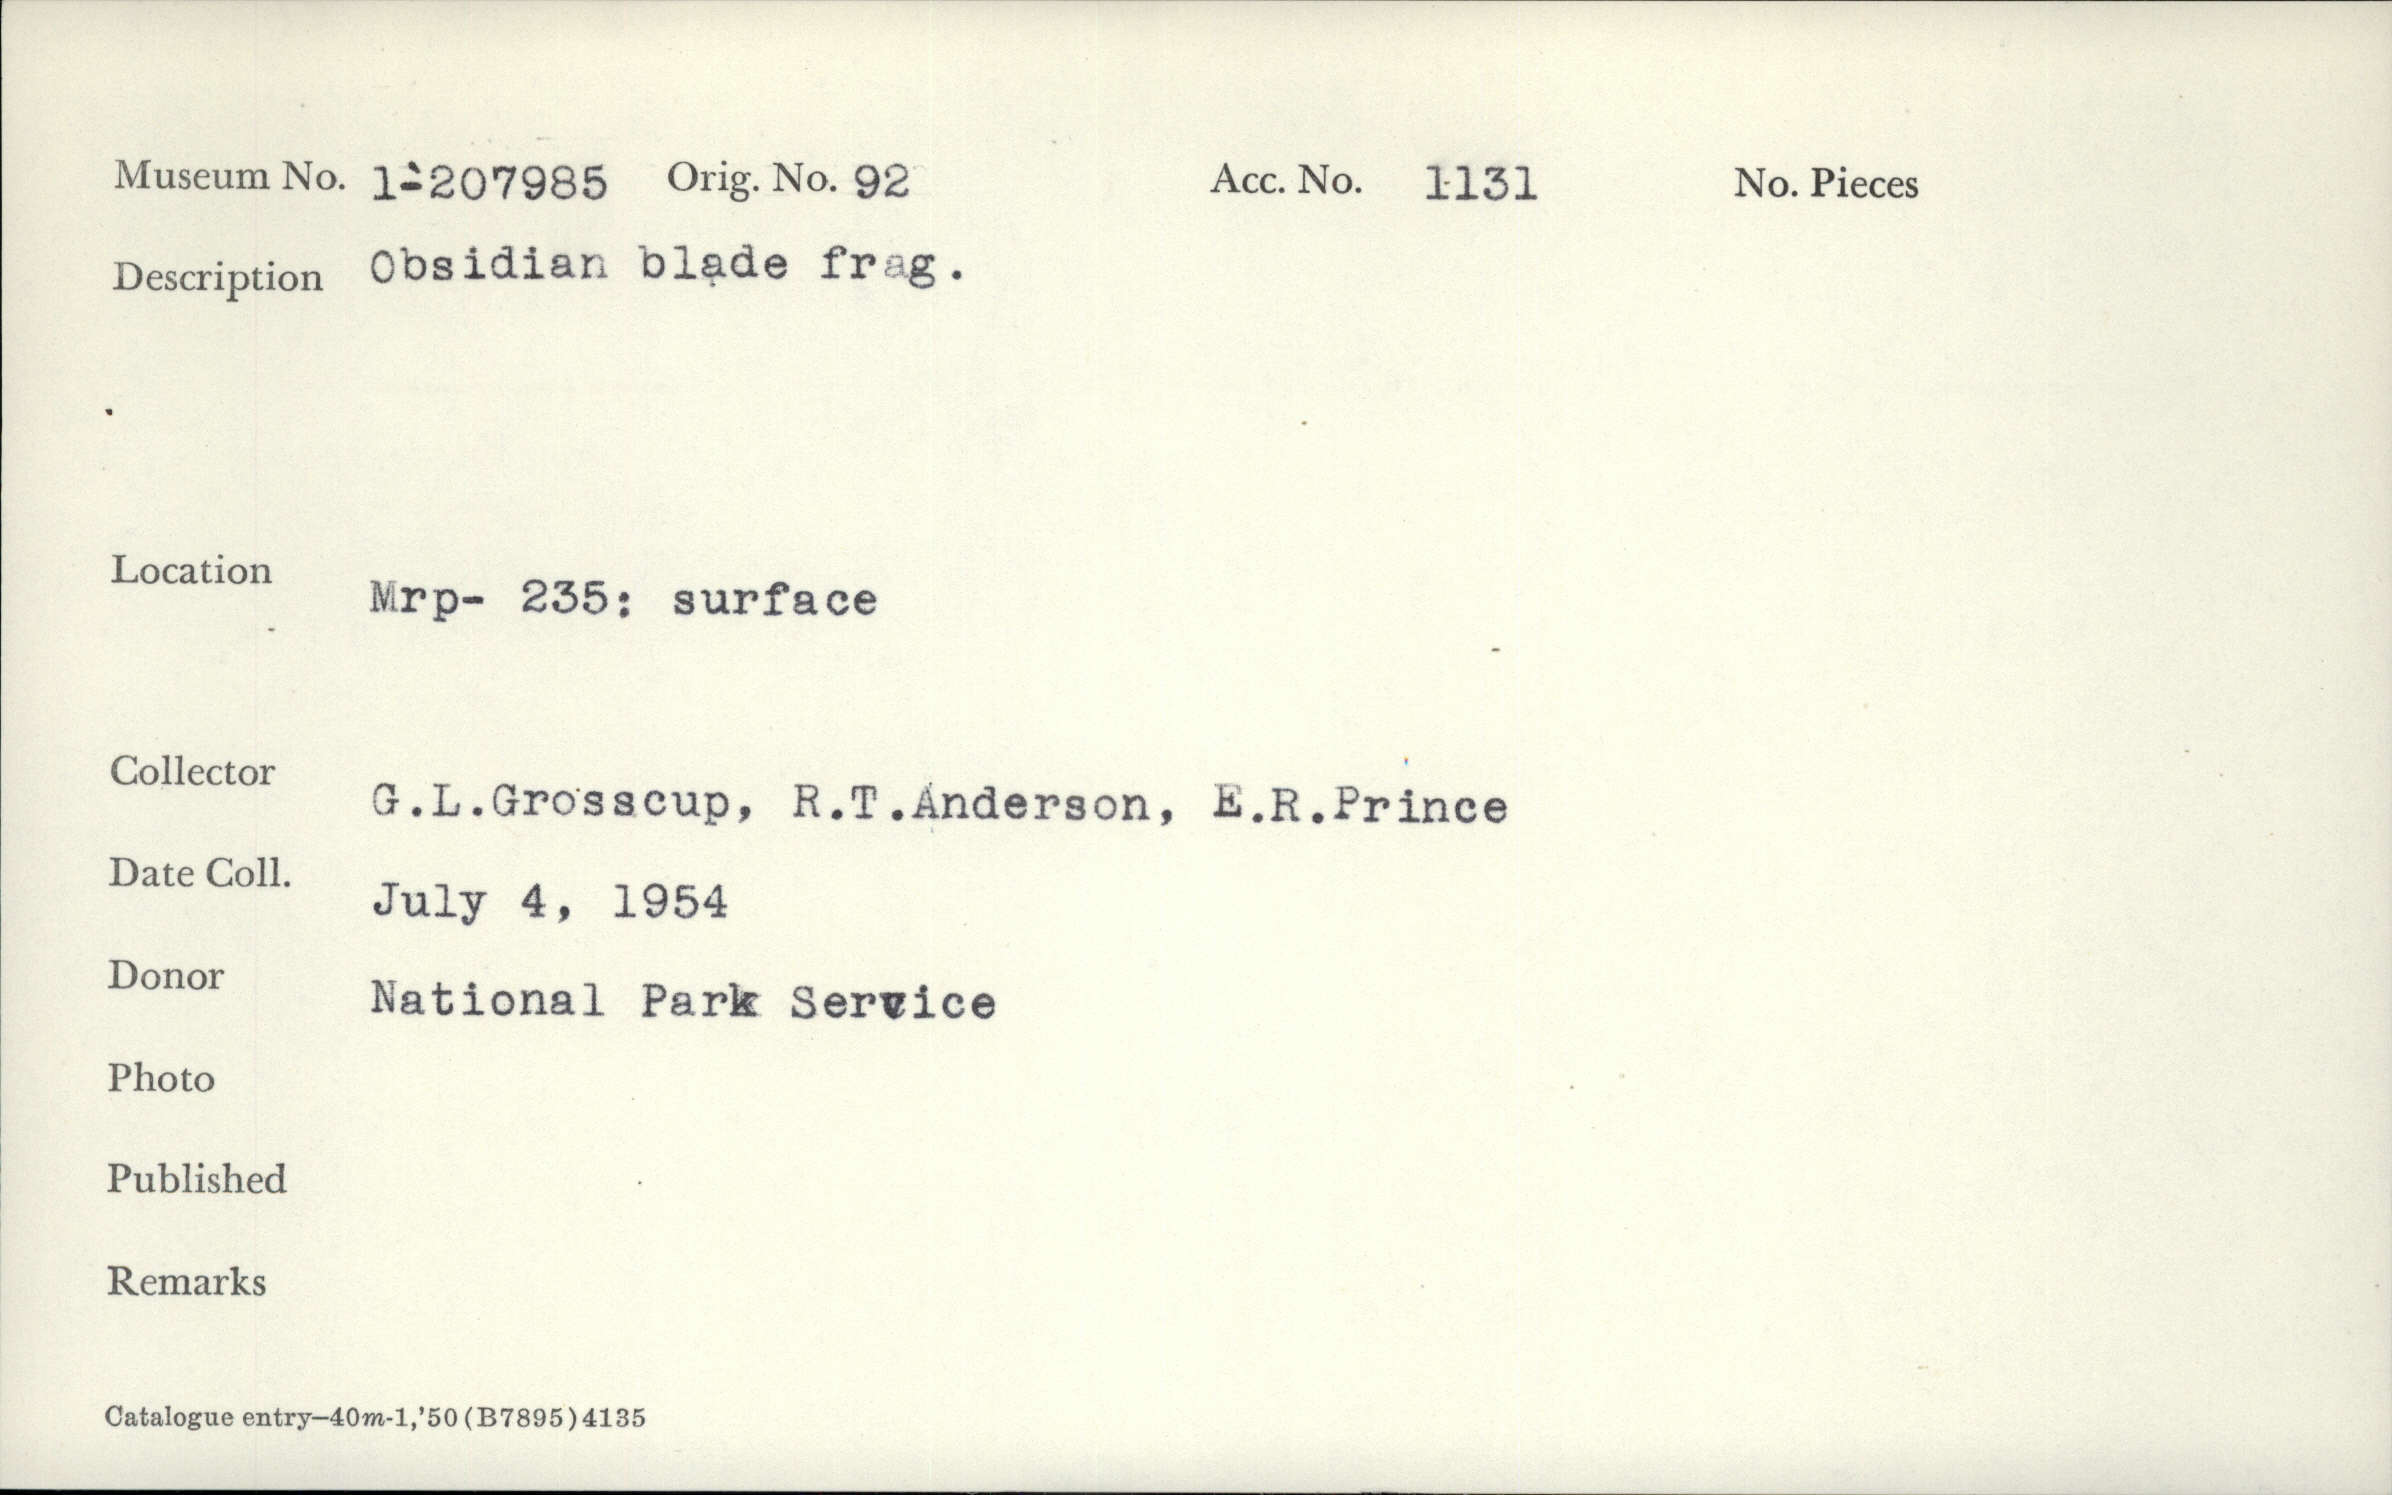 Museum No. 1-207985 Orig. No. 92 Acc. No. 1131 No. Pieces
Description Obsidian blade frag.
Location Mrp- 235: surface
Collector G.L.Grosscup, R.T.Anderson, E.R.Prince
Date Coll. July 4, 1954
Donor National Park Service
Photo
Published
Remarks
Catalogue entry—40m-1,'50(B7895)4135